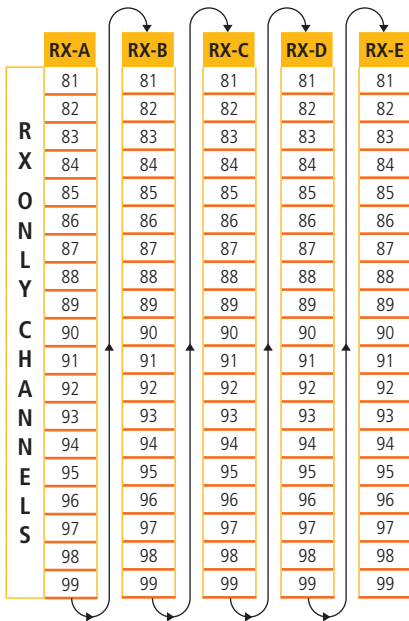 RX-A RX-B RX-C RX-D RX-E
RX ONLY CHANNELS
81 81 81 81 81
82 82 82 82 82
83 83 83 83 83
84 84 84 84 84
85 85 85 85 85
86 86 86 86 86
87 87 87 87 87
88 88 88 88 88
89 89 89 89 89
90 90 90 90 90
91 91 91 91 91
92 92 92 92 92
93 93 93 93 93
94 94 94 94 94
95 95 95 95 95
96 96 96 96 96
97 97 97 97 97
98 98 98 98 98
99 99 99 99 99